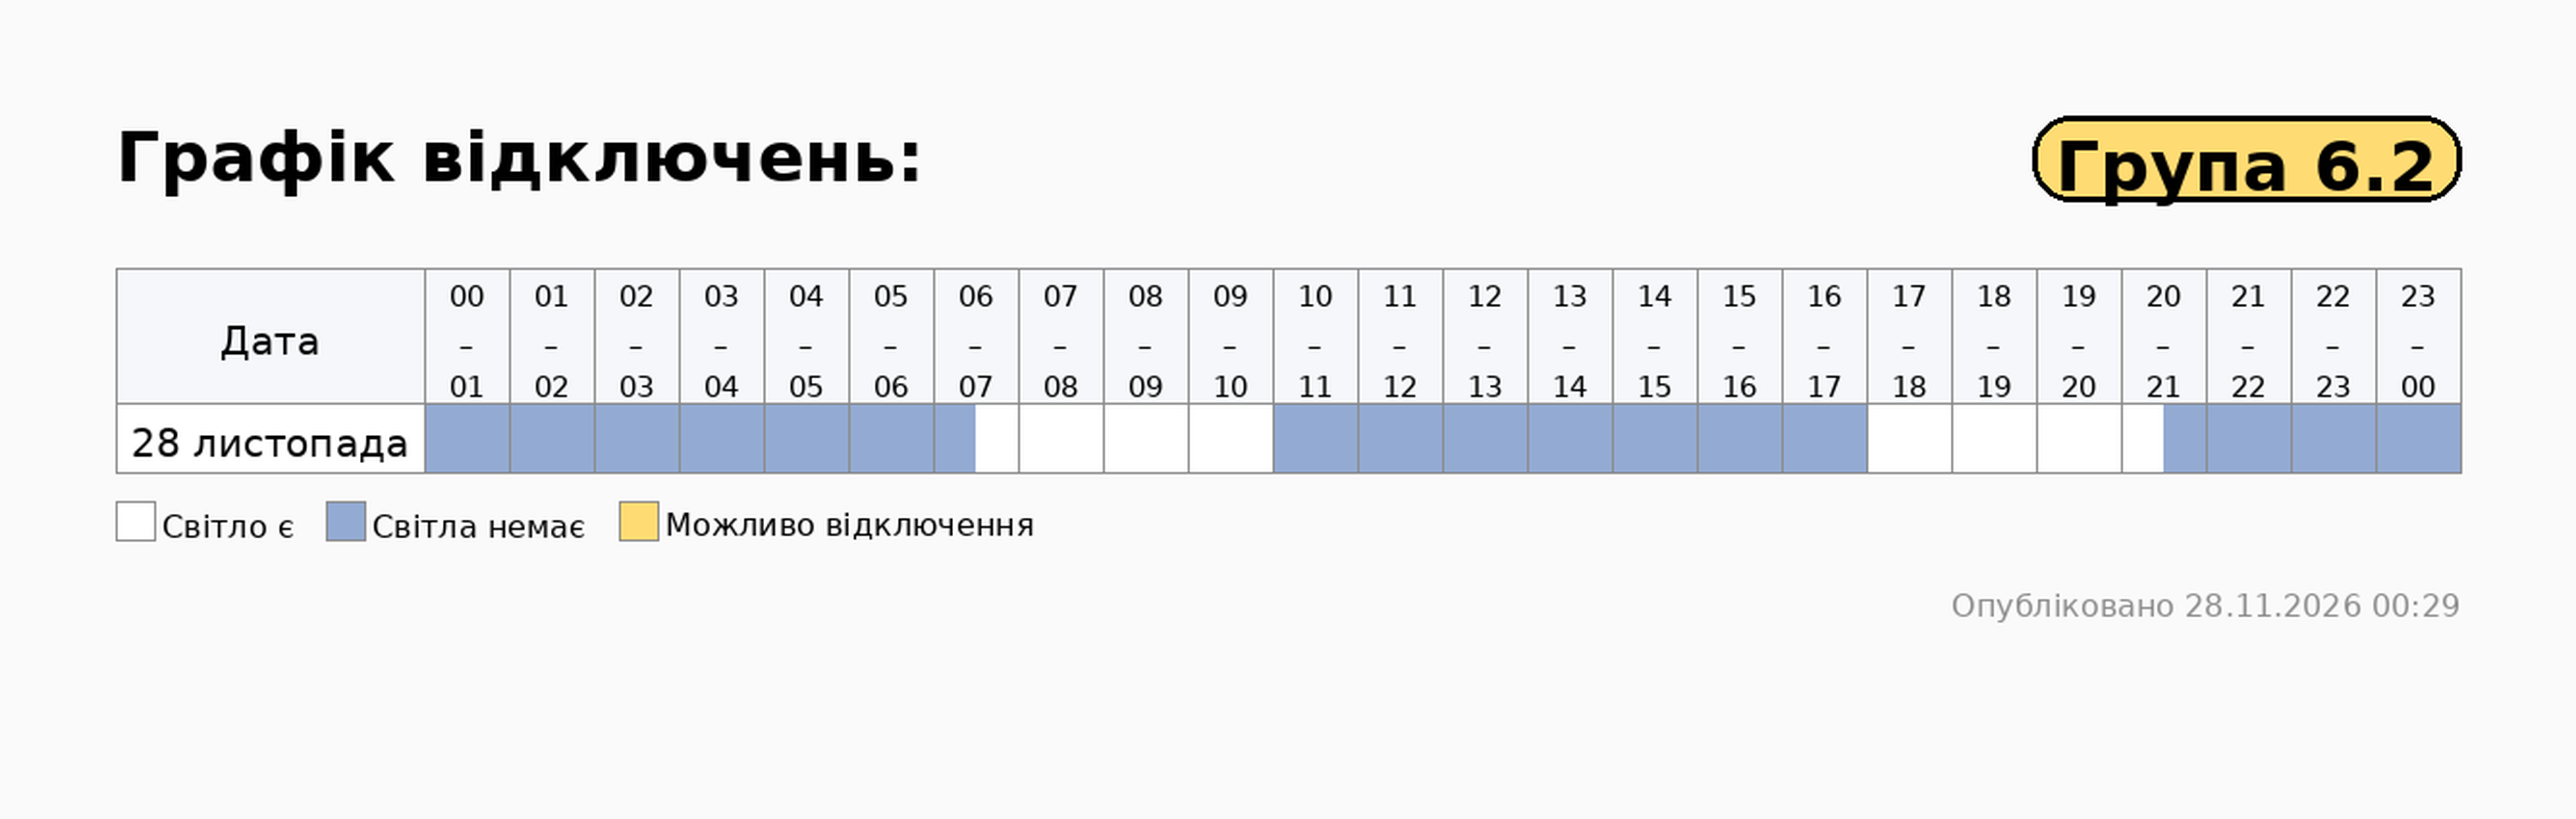 Графік відключень:
Група 6.2
Дата
00 – 01
01 – 02
02 – 03
03 – 04
04 – 05
05 – 06
06 – 07
07 – 08
08 – 09
09 – 10
10 – 11
11 – 12
12 – 13
13 – 14
14 – 15
15 – 16
16 – 17
17 – 18
18 – 19
19 – 20
20 – 21
21 – 22
22 – 23
23 – 00
28 листопада
Світло є
Світла немає
Можливо відключення
Опубліковано 28.11.2026 00:29